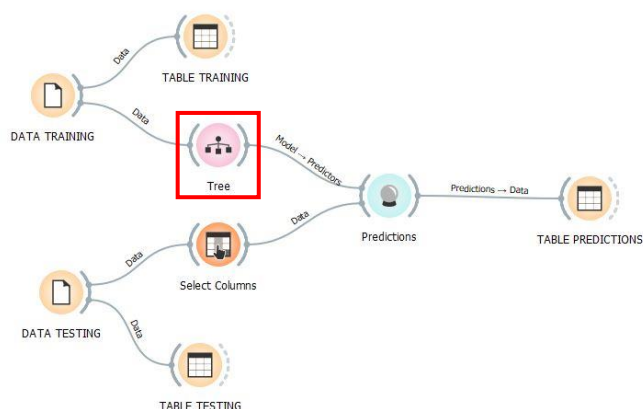 Data
TABLE TRAINING
Data
DATA TRAINING
Tree
Model → Predictors
Data
Predictions
Predictions → Data
TABLE PREDICTIONS
Data
Select Columns
DATA TESTING
Data
TABLE TESTING